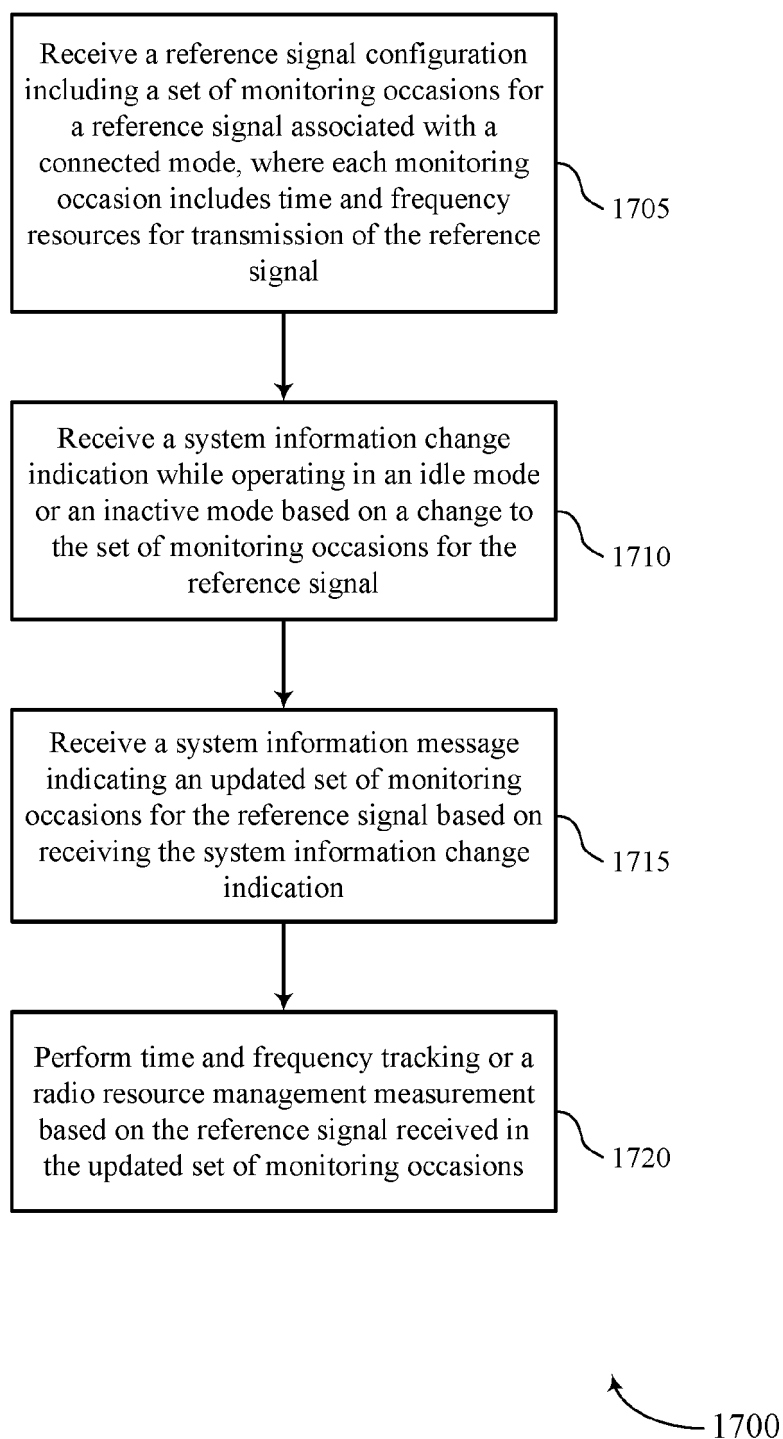 Receive a reference signal configuration
including a set of monitoring occasions for
a reference signal associated with a
connected mode, where each monitoring
occasion includes time and frequency
resources for transmission of the reference
signal
1705
Receive a system information change
indication while operating in an idle mode
or an inactive mode based on a change to
the set of monitoring occasions for the
reference signal
1710
Receive a system information message
indicating an updated set of monitoring
occasions for the reference signal based on
receiving the system information change
indication
1715
Perform time and frequency tracking or a
radio resource management measurement
based on the reference signal received in
the updated set of monitoring occasions
1720
1700